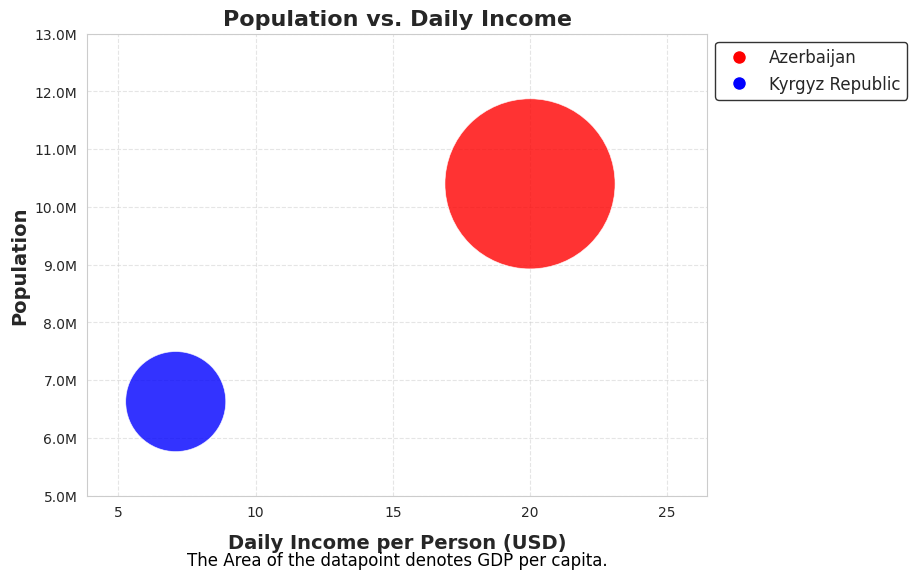 Population vs. Daily Income
13.0M
12.0M
11.0M
10.0M
9.0M
8.0M
7.0M
6.0M
5.0M
Population
5 10 15 20 25
Daily Income per Person (USD)
The Area of the datapoint denotes GDP per capita.
Azerbaijan
Kyrgyz Republic